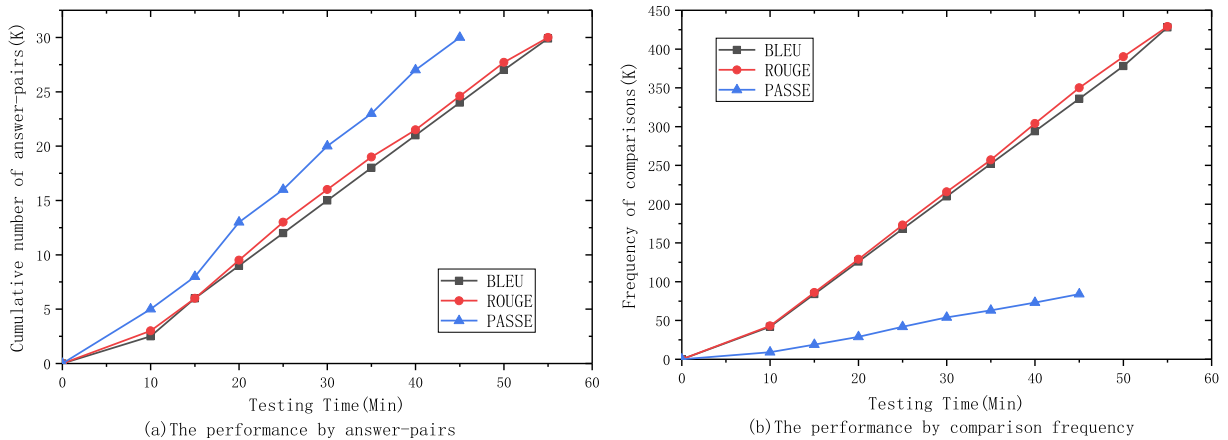 Cumulative number of answer-pairs(K)
30
25
20
15
10
5
0
BLEU
ROUGE
PASSE
0 10 20 30 40 50 60
Testing Time(Min)
(a)The performance by answer-pairs
Frequency of comparisons(K)
450
400
350
300
250
200
150
100
50
0
BLEU
ROUGE
PASSE
0 10 20 30 40 50 60
Testing Time(Min)
(b)The performance by comparison frequency